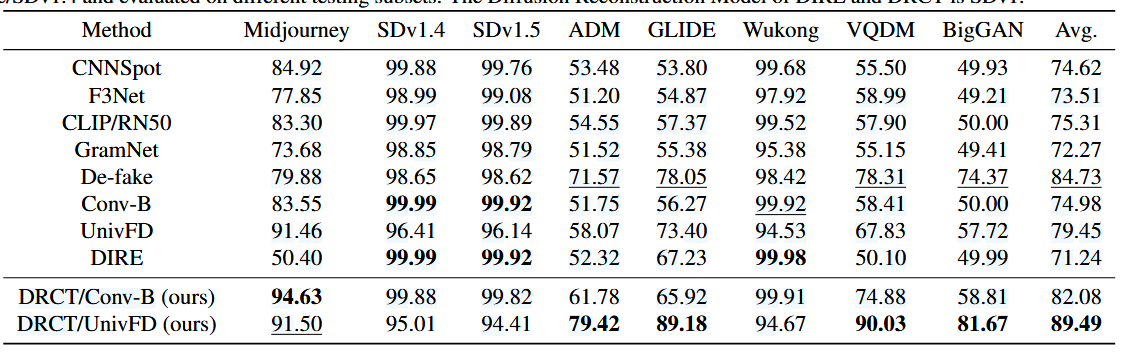 c/SDv1.4 and evaluated on different testing subsets. The Diffusion Reconstruction Model of DIRE and DRCT is SDv1.
Method Midjourney SDv1.4 SDv1.5 ADM GLIDE Wukong VQDM BigGAN Avg.
CNNSpot 84.92 99.88 99.76 53.48 53.80 99.68 55.50 49.93 74.62
F3Net 77.85 98.99 99.08 51.20 54.87 97.92 58.99 49.21 73.51
CLIP/RN50 83.30 99.97 99.89 54.55 57.37 99.52 57.90 50.00 75.31
GramNet 73.68 98.85 98.79 51.52 55.38 95.38 55.15 49.41 72.27
De-fake 79.88 98.65 98.62 71.57 78.05 98.42 78.31 74.37 84.73
Conv-B 83.55 99.99 99.92 51.75 56.27 99.92 58.41 50.00 74.98
UnivFD 91.46 96.41 96.14 58.07 73.40 94.53 67.83 57.72 79.45
DIRE 50.40 99.99 99.92 52.32 67.23 99.98 50.10 49.99 71.24
DRCT/Conv-B (ours) 94.63 99.88 99.82 61.78 65.92 99.91 74.88 58.81 82.08
DRCT/UnivFD (ours) 91.50 95.01 94.41 79.42 89.18 94.67 90.03 81.67 89.49